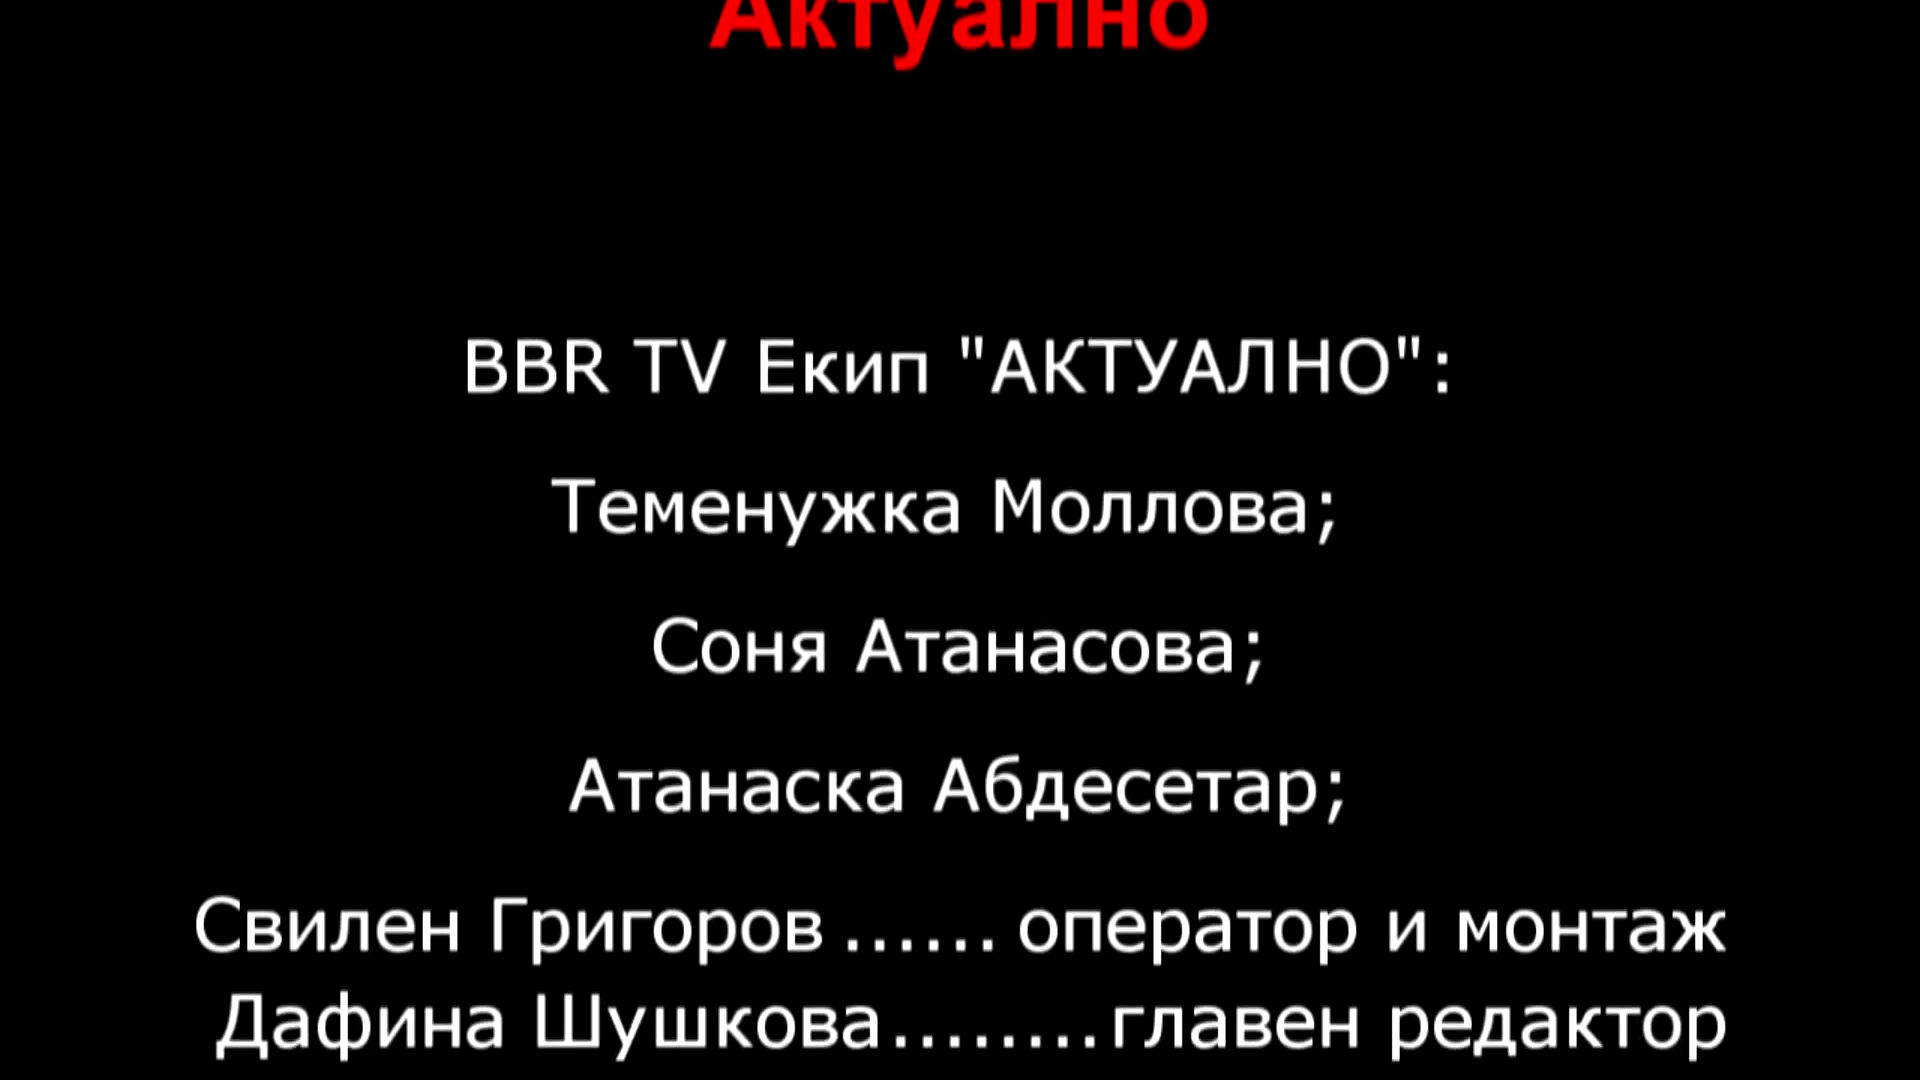 Актуално
BBR TV Екип "АКТУАЛНО":
Теменужка Моллова;
Соня Атанасова;
Атанаска Абдесетар;
Свилен Григоров ...... оператор и монтаж
Дафина Шушкова........главен редактор